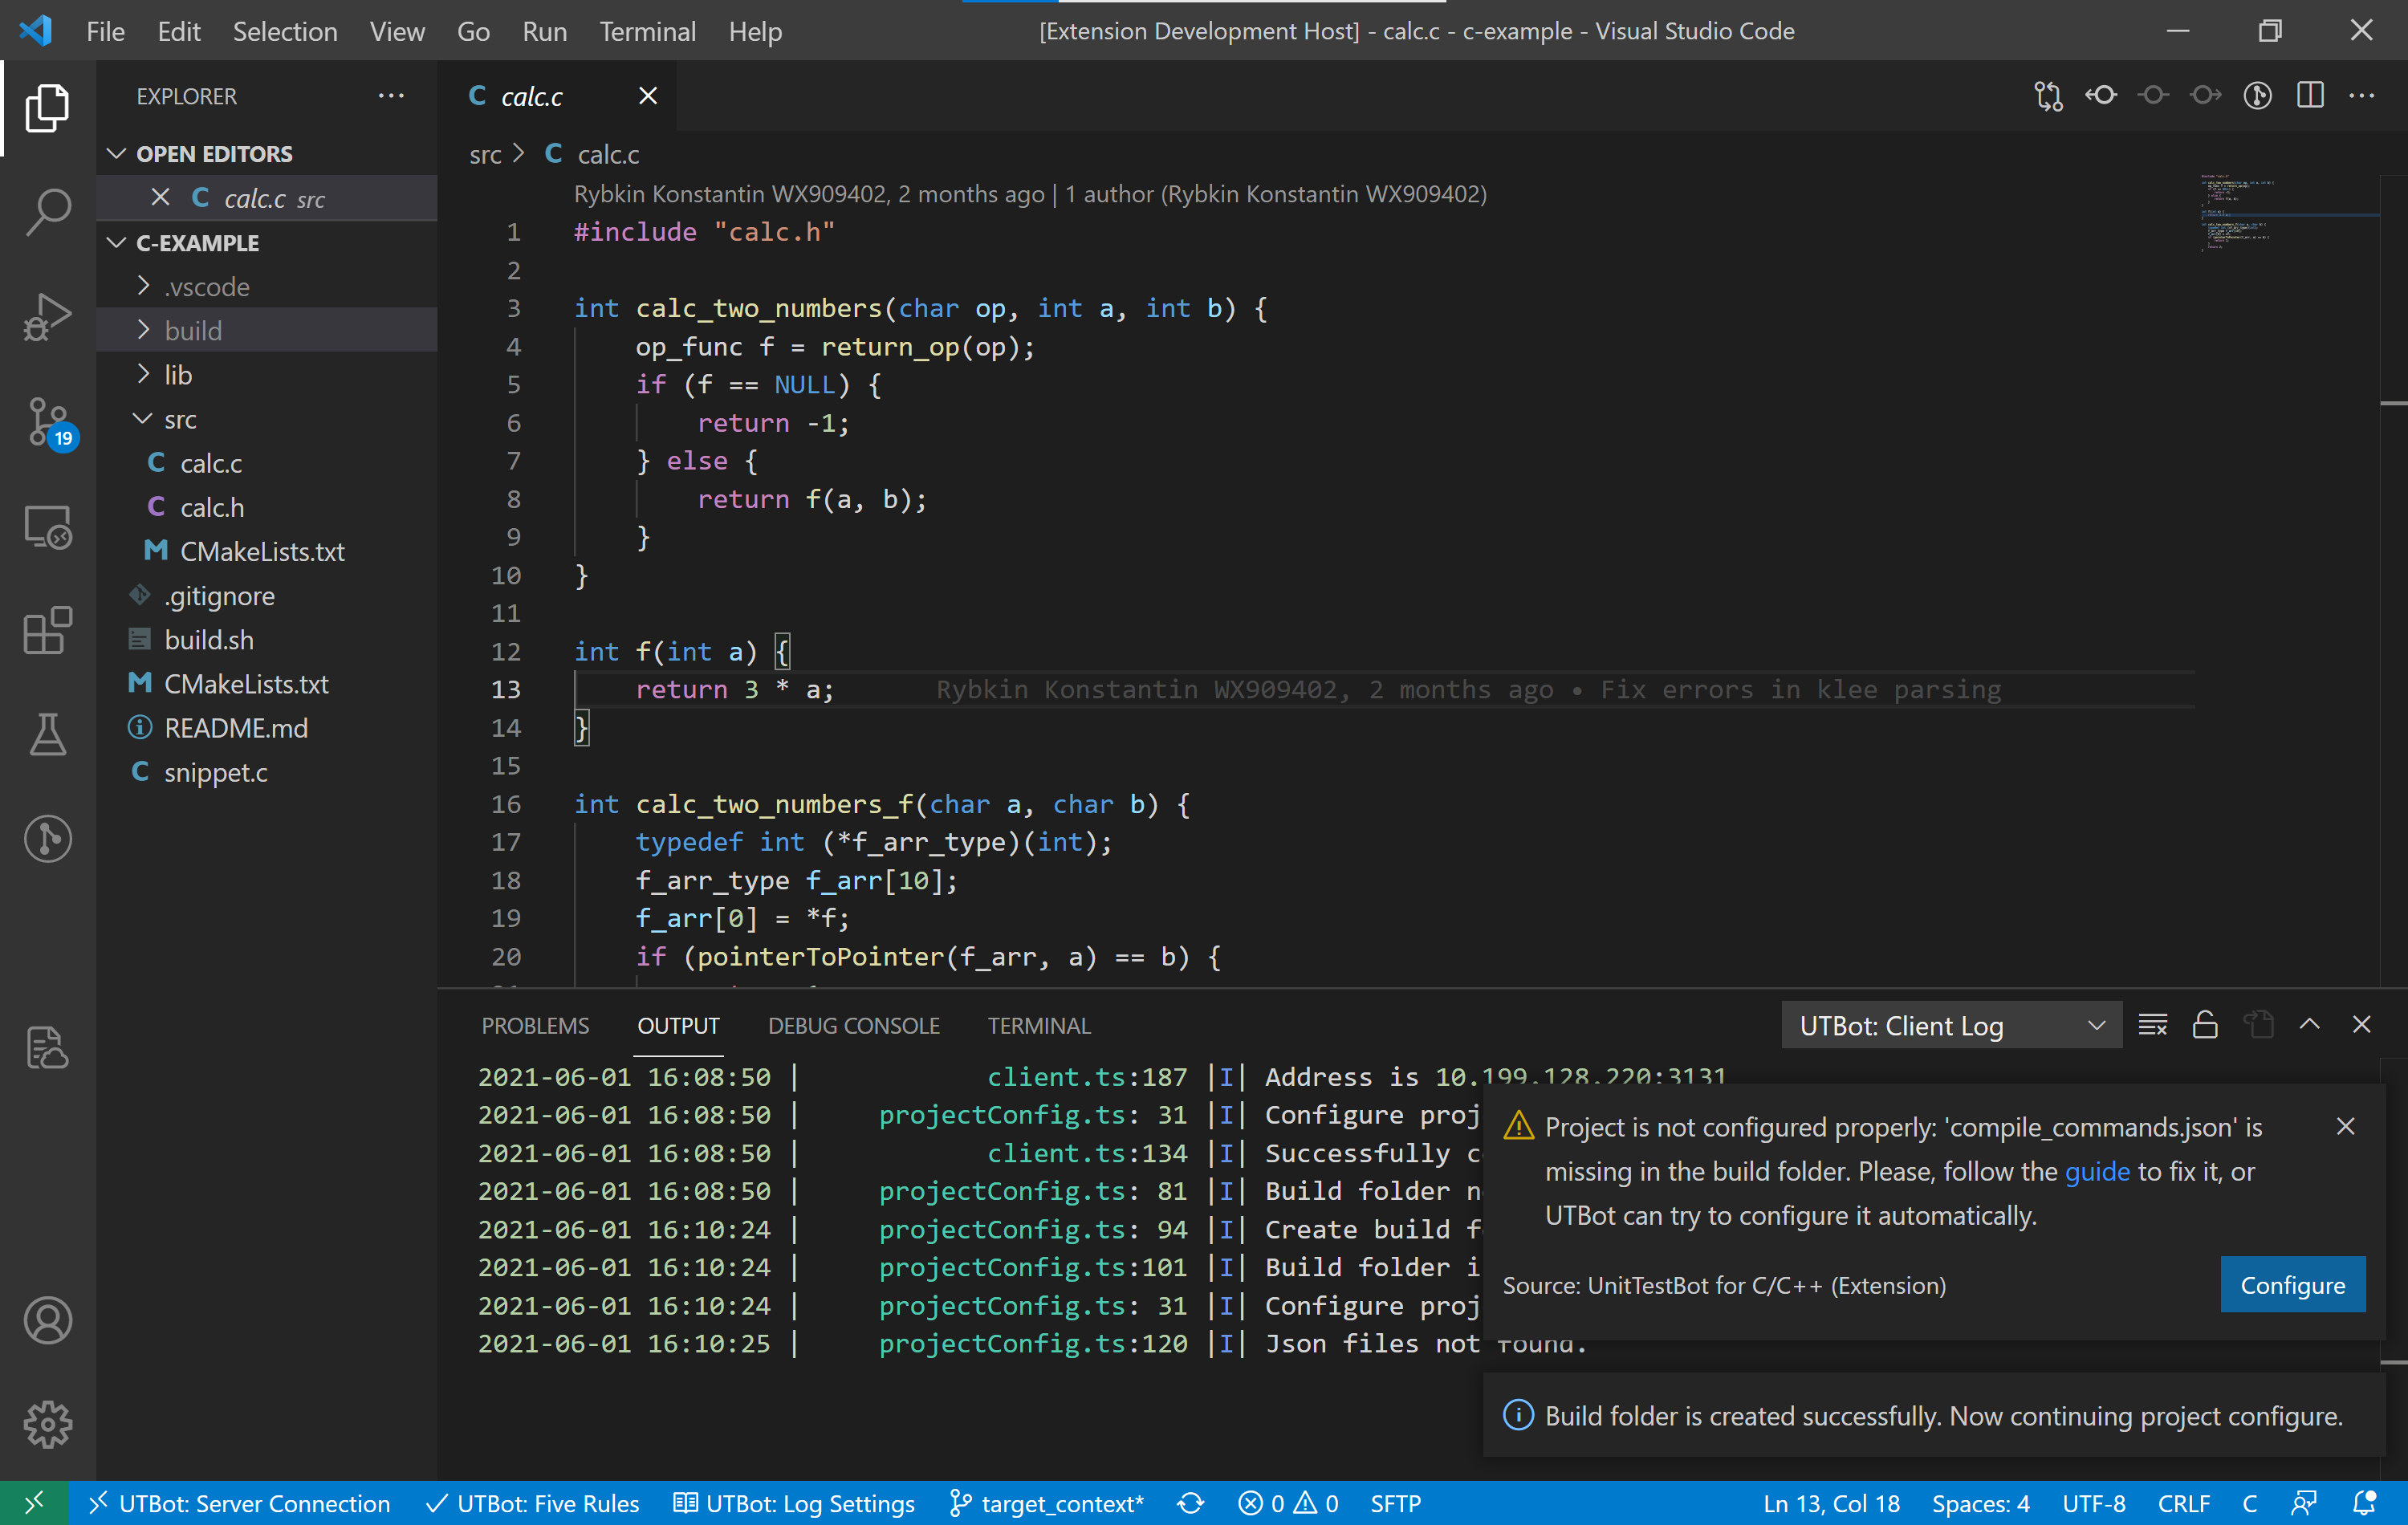 File Edit Selection View Go Run Terminal Help [Extension Development Host] - calc.c - c-example - Visual Studio Code
EXPLORER
OPEN EDITORS
calc.c src
C-EXAMPLE
.vscode
build
lib
src
calc.c
calc.h
CMakeLists.txt
.gitignore
build.sh
CMakeLists.txt
README.md
snippet.c
19
calc.c
src > calc.c
Rybkin Konstantin WX909402, 2 months ago | 1 author (Rybkin Konstantin WX909402)
1 #include "calc.h"
2
3 int calc_two_numbers(char op, int a, int b) {
4 op_func f = return_op(op);
5 if (f == NULL) {
6 return -1;
7 } else {
8 return f(a, b);
9 }
10 }
11
12 int f(int a) {
13 return 3 * a; Rybkin Konstantin WX909402, 2 months ago • Fix errors in klee parsing
14 }
15
16 int calc_two_numbers_f(char a, char b) {
17 typedef int (*f_arr_type)(int);
18 f_arr_type f_arr[10];
19 f_arr[0] = *f;
20 if (pointerToPointer(f_arr, a) == b) {
PROBLEMS OUTPUT DEBUG CONSOLE TERMINAL UTBot: Client Log
2021-06-01 16:08:50 | client.ts:187 |I| Address is 10.199.128.220:3131
2021-06-01 16:08:50 | projectConfig.ts: 31 |I| Configure proj
2021-06-01 16:08:50 | client.ts:134 |I| Successfully
2021-06-01 16:08:50 | projectConfig.ts: 81 |I| Build folder
2021-06-01 16:10:24 | projectConfig.ts: 94 |I| Create build
2021-06-01 16:10:24 | projectConfig.ts:101 |I| Build folder i
2021-06-01 16:10:24 | projectConfig.ts: 31 |I| Configure proj
2021-06-01 16:10:25 | projectConfig.ts:120 |I| Json files not found.
Project is not configured properly: 'compile_commands.json' is
missing in the build folder. Please, follow the guide to fix it, or
UTBot can try to configure it automatically.
Source: UnitTestBot for C/C++ (Extension) Configure
Build folder is created successfully. Now continuing project configure.
UTBot: Server Connection UTBot: Five Rules UTBot: Log Settings target_context* 0 0 SFTP Ln 13, Col 18 Spaces: 4 UTF-8 CRLF C